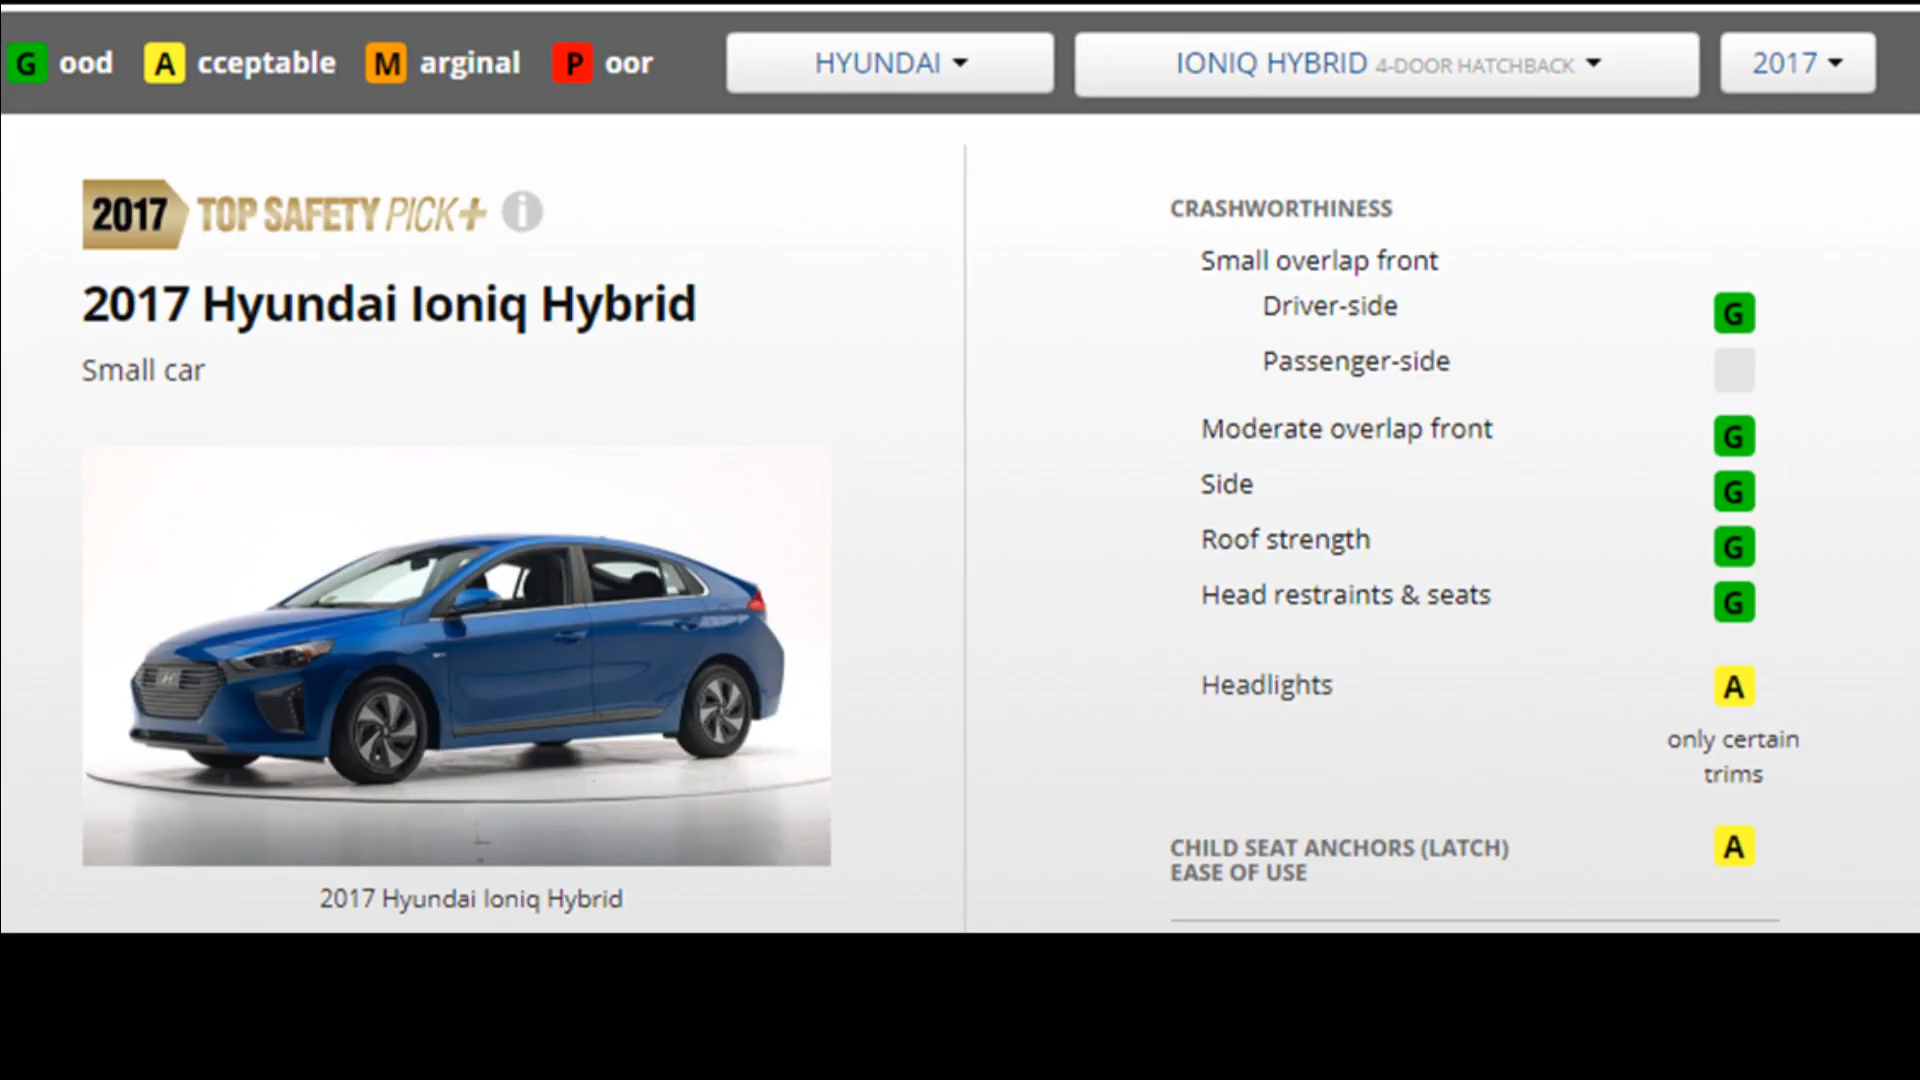 G ood A cceptable M arginal P oor HYUNDAI IONIQ HYBRID 4-DOOR HATCHBACK 2017
2017 TOP SAFETY PICK+ i
2017 Hyundai Ioniq Hybrid
Small car
2017 Hyundai Ioniq Hybrid
CRASHWORTHINESS
Small overlap front
Driver-side G
Passenger-side
Moderate overlap front G
Side G
Roof strength G
Head restraints & seats G
Headlights A
only certain
trims
CHILD SEAT ANCHORS (LATCH) A
EASE OF USE